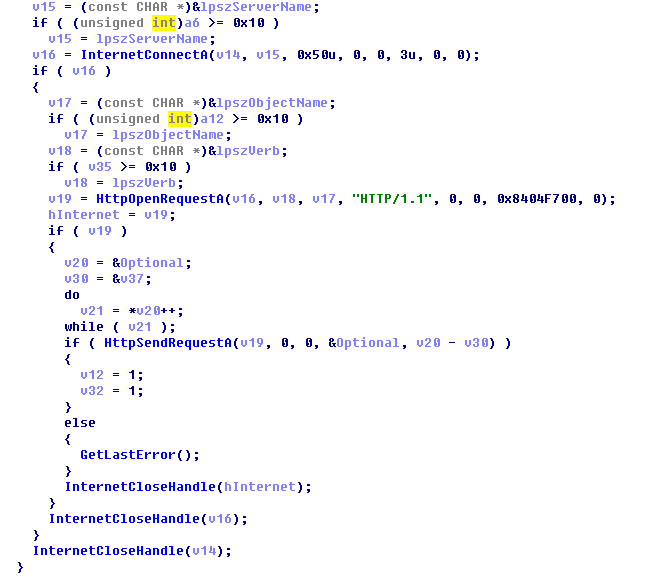 v15 = (const CHAR *)&lpszServerName;
if ( (unsigned int)a6 >= 0x10 )
v15 = lpszServerName;
v16 = InternetConnectA(v14, v15, 0x50u, 0, 0, 3u, 0, 0);
if ( v16 )
{
v17 = (const CHAR *)&lpszObjectName;
if ( (unsigned int)a12 >= 0x10 )
v17 = lpszObjectName;
v18 = (const CHAR *)&lpszVerb;
if ( v35 >= 0x10 )
v18 = lpszVerb;
v19 = HttpOpenRequestA(v16, v18, v17, "HTTP/1.1", 0, 0, 0x8404F700, 0);
hInternet = v19;
if ( v19 )
{
v20 = &Optional;
v30 = &v37;
do
v21 = *v20++;
while ( v21 );
if ( HttpSendRequestA(v19, 0, 0, &Optional, v20 - v30) )
{
v12 = 1;
v32 = 1;
}
else
{
GetLastError();
}
InternetCloseHandle(hInternet);
}
InternetCloseHandle(v16);
}
InternetCloseHandle(v14);
}